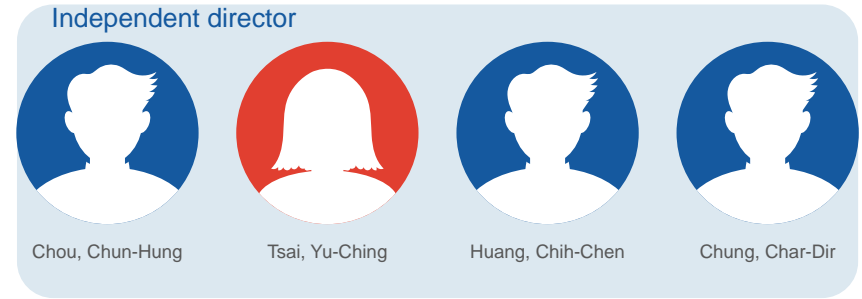 Independent director
Chou, Chun-Hung
Tsai, Yu-Ching
Huang, Chih-Chen
Chung, Char-Dir